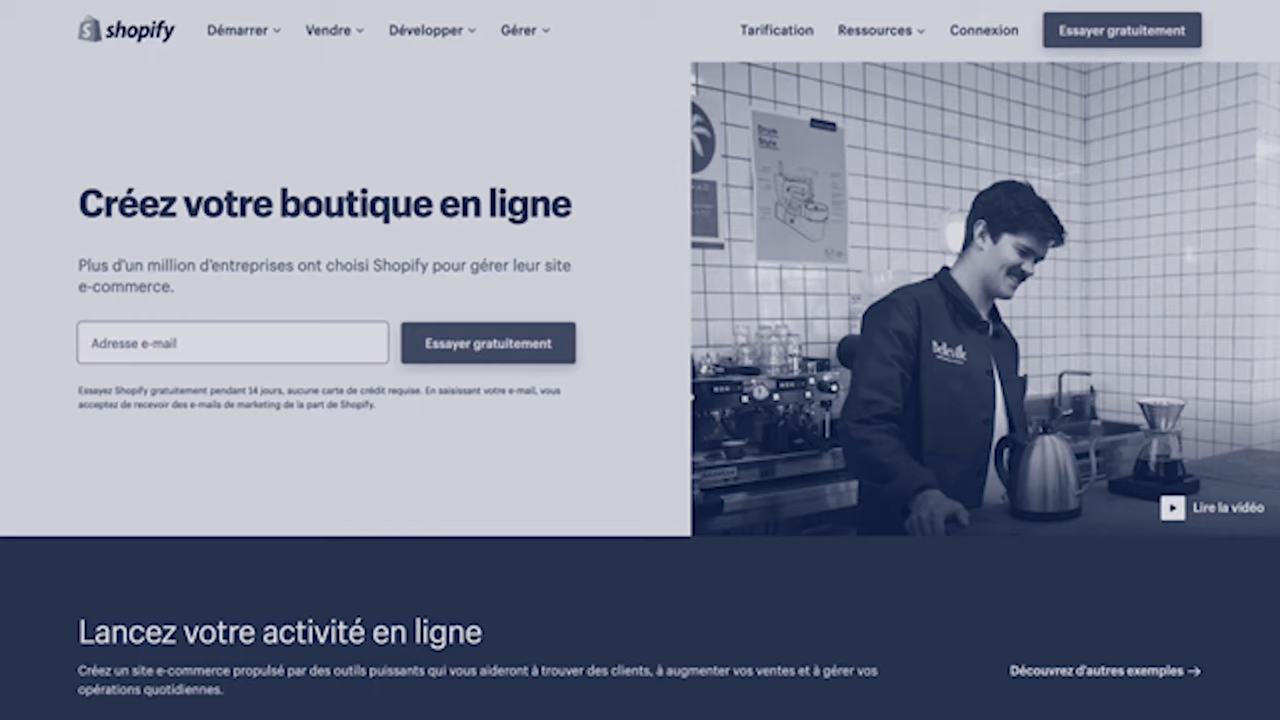 shopify
Démarrer
Vendre
Développer
Gérer
Tarification
Ressources
Connexion
Essayer gratuitement
Créez votre boutique en ligne
Plus d'un million d'entreprises ont choisi Shopify pour gérer leur site
e-commerce.
Adresse e-mail
Essayer gratuitement
Essayez Shopify gratuitement pendant 14 jours, aucune carte de crédit requise. En saisissant votre e-mail, vous
acceptez de recevoir des e-mails de marketing de la part de Shopify.
Drum
Style
Belleville
Lire la vidéo
Lancez votre activité en ligne
Créez un site e-commerce propulsé par des outils puissants qui vous aideront à trouver des clients, à augmenter vos ventes et à gérer vos
opérations quotidiennes.
Découvrez d'autres exemples →